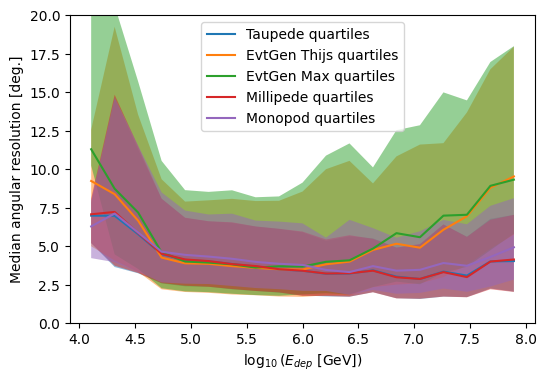 20.0
17.5
15.0
12.5
10.0
7.5
5.0
2.5
0.0
Median angular resolution [deg.]
Taupede quartiles
EvtGen Thijs quartiles
EvtGen Max quartiles
Millipede quartiles
Monopod quartiles
4.0 4.5 5.0 5.5 6.0 6.5 7.0 7.5 8.0
log₁₀(E_dep [GeV])